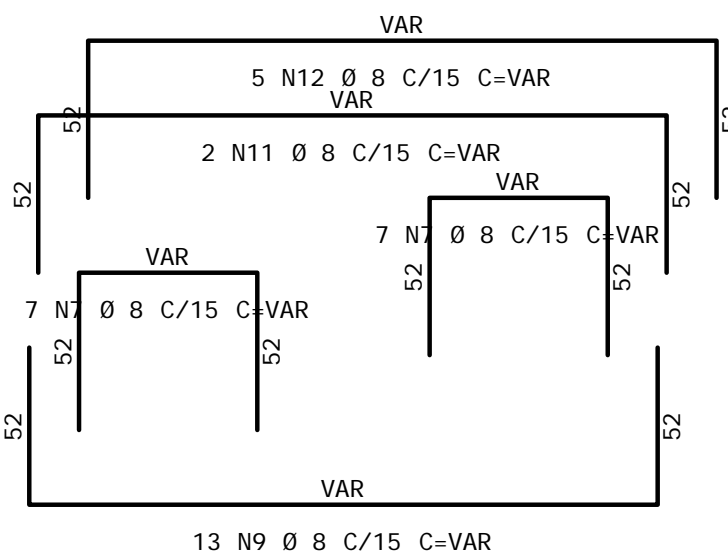 VAR
5 N12 Ø 8 C/15 C=VAR
52
52
VAR
2 N11 Ø 8 C/15 C=VAR
52
52
VAR
7 N7 Ø 8 C/15 C=VAR
52
52
VAR
7 N7 Ø 8 C/15 C=VAR
52
52
52
52
VAR
13 N9 Ø 8 C/15 C=VAR